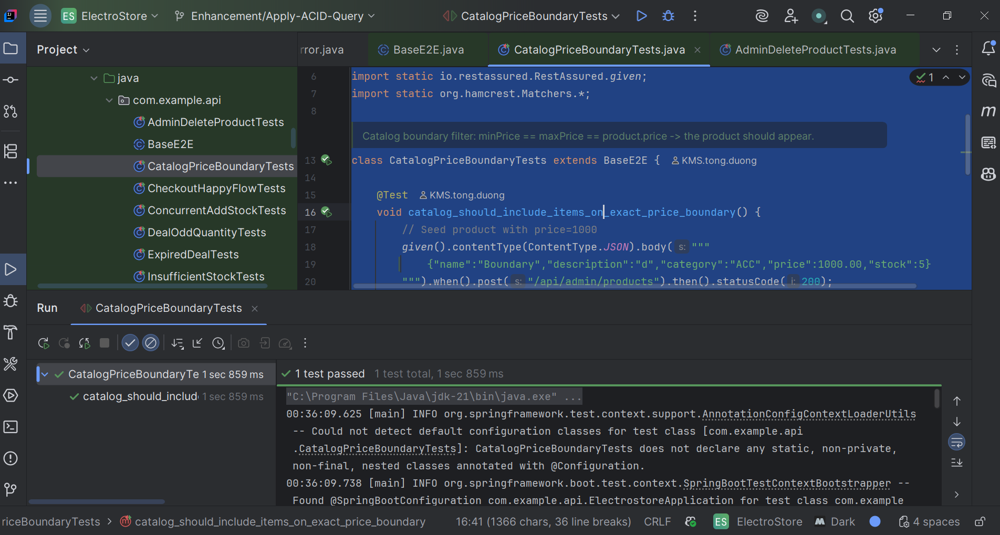 ES ElectroStore Enhancement/Apply-ACID-Query CatalogPriceBoundaryTests
Project
rror.java BaseE2E.java CatalogPriceBoundaryTests.java AdminDeleteProductTests.java
java
com.example.api
AdminDeleteProductTests
BaseE2E
CatalogPriceBoundaryTests
CheckoutHappyFlowTests
ConcurrentAddStockTests
DealOddQuantityTests
ExpiredDealTests
InsufficientStockTests
1
6 import static io.restassured.RestAssured.given;
7 import static org.hamcrest.Matchers.*;
8
Catalog boundary filter: minPrice == maxPrice == product.price -> the product should appear.
13 class CatalogPriceBoundaryTests extends BaseE2E { KMS.tong.duong
14
15 @Test KMS.tong.duong
16 void catalog_should_include_items_on_exact_price_boundary() {
17 // Seed product with price=1000
18 given().contentType(ContentType.JSON).body( s: """
19 {"name":"Boundary","description":"d","category":"ACC","price":1000.00,"stock":5}
20 """).when().post( s: "/api/admin/products").then().statusCode( i: 200);
Run CatalogPriceBoundaryTests
CatalogPriceBoundaryTe 1 sec 859 ms
catalog_should_includ 1 sec 859 ms
1 test passed 1 test total, 1 sec 859 ms
"C:\Program Files\Java\jdk-21\bin\java.exe" ...
00:36:09.625 [main] INFO org.springframework.test.context.support.AnnotationConfigContextLoaderUtils
-- Could not detect default configuration classes for test class [com.example.api
.CatalogPriceBoundaryTests]: CatalogPriceBoundaryTests does not declare any static, non-private,
non-final, nested classes annotated with @Configuration.
00:36:09.738 [main] INFO org.springframework.boot.test.context.SpringBootTestContextBootstrapper --
Found @SpringBootConfiguration com.example.api.ElectrostoreApplication for test class com.example
riceBoundaryTests > catalog_should_include_items_on_exact_price_boundary 16:41 (1366 chars, 36 line breaks) CRLF ES ElectroStore Dark 4 spaces